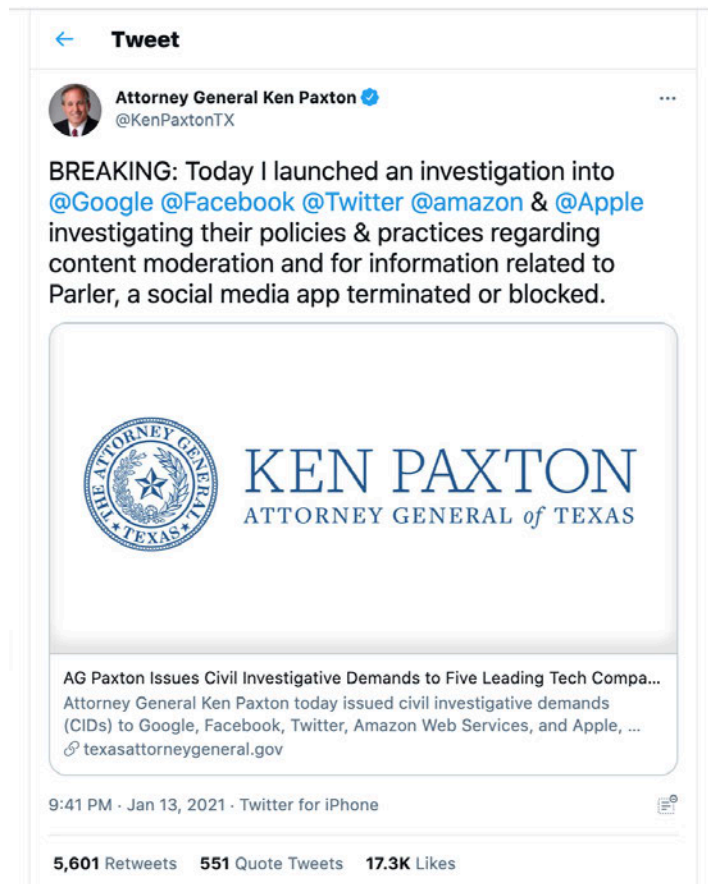 ← Tweet
Attorney General Ken Paxton
@KenPaxtonTX
BREAKING: Today I launched an investigation into
@Google @Facebook @Twitter @amazon & @Apple
investigating their policies & practices regarding
content moderation and for information related to
Parler, a social media app terminated or blocked.
THE ATTORNEY GENERAL
TEXAS
KEN PAXTON
ATTORNEY GENERAL of TEXAS
AG Paxton Issues Civil Investigative Demands to Five Leading Tech Compa...
Attorney General Ken Paxton today issued civil investigative demands
(CIDs) to Google, Facebook, Twitter, Amazon Web Services, and Apple, ...
texasattorneygeneral.gov
9:41 PM · Jan 13, 2021 · Twitter for iPhone
5,601 Retweets 551 Quote Tweets 17.3K Likes